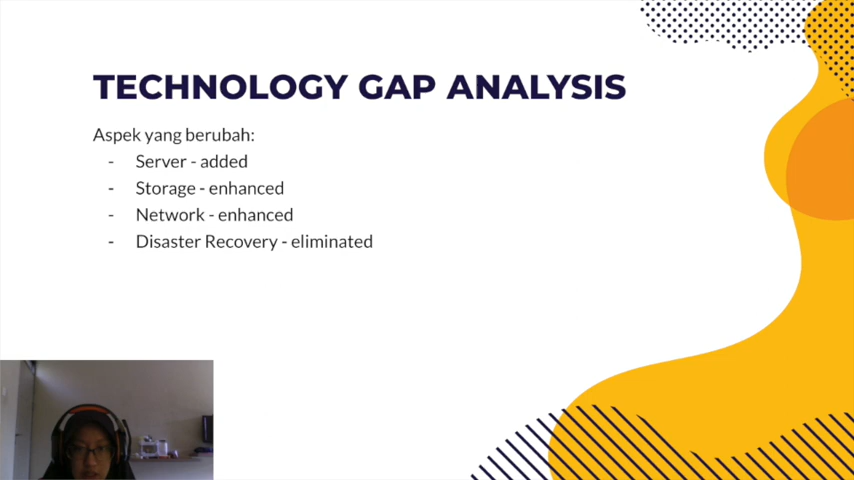 TECHNOLOGY GAP ANALYSIS
Aspek yang berubah:
- Server - added
- Storage - enhanced
- Network - enhanced
- Disaster Recovery - eliminated